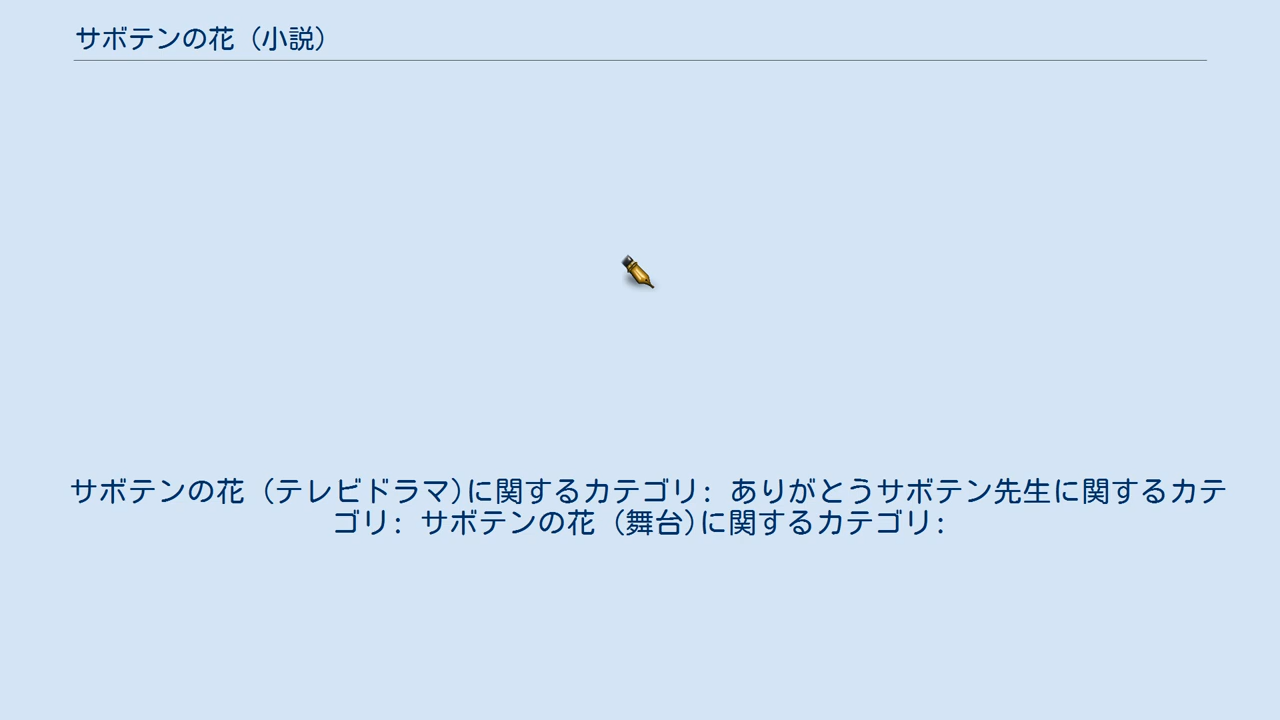 サボテンの花 (小説)
サボテンの花 (テレビドラマ)に関するカテゴリ: ありがとうサボテン先生に関するカテ
ゴリ: サボテンの花 (舞台)に関するカテゴリ: